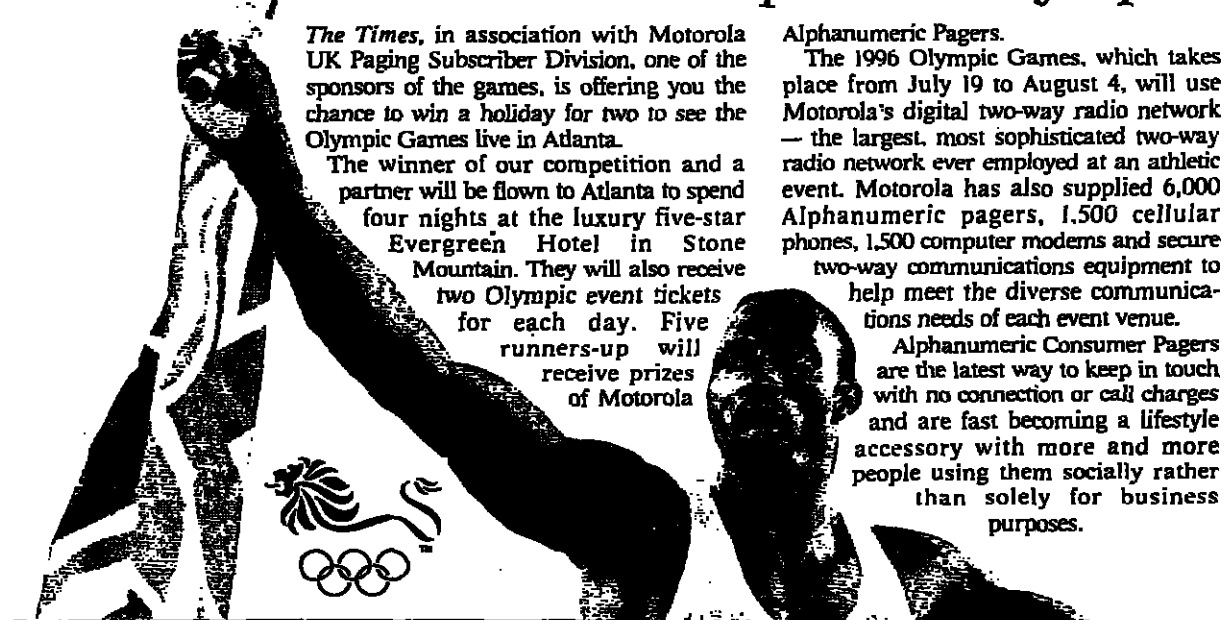 The Times, in association with Motorola
UK Paging Subscriber Division, one of the
sponsors of the games, is offering you the
chance to win a holiday for two to see the
Olympic Games live in Atlanta.
The winner of our competition and a
partner will be flown to Atlanta to spend
four nights at the luxury five-star
Evergreen Hotel in Stone
Mountain. They will also receive
two Olympic event tickets
for each day. Five
runners-up will
receive prizes
of Motorola
Alphanumeric Pagers.
The 1996 Olympic Games, which takes
place from July 19 to August 4, will use
Motorola's digital two-way radio network
— the largest, most sophisticated two-way
radio network ever employed at an athletic
event. Motorola has also supplied 6,000
Alphanumeric pagers, 1,500 cellular
phones, 1,500 computer modems and secure
two-way communications equipment to
help meet the diverse communica-
tions needs of each event venue.
Alphanumeric Consumer Pagers
are the latest way to keep in touch
with no connection or call charges
and are fast becoming a lifestyle
accessory with more and more
people using them socially rather
than solely for business
purposes.